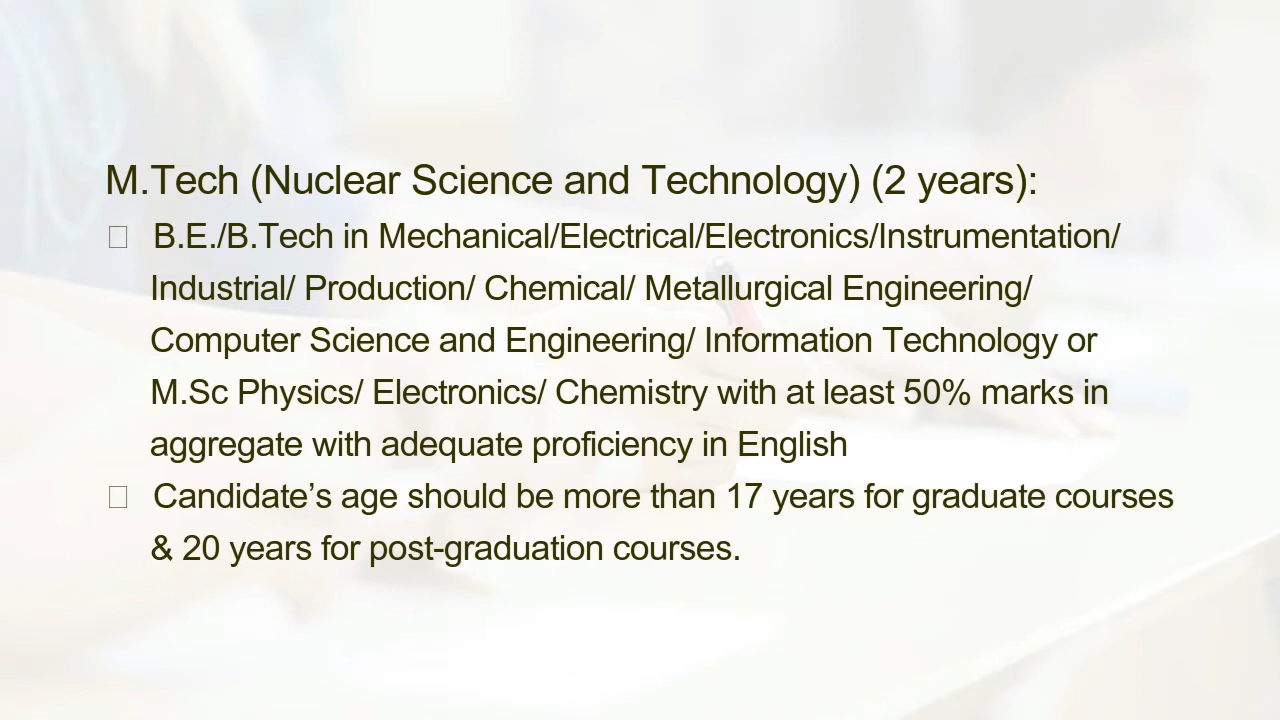 M.Tech (Nuclear Science and Technology) (2 years):
□ B.E./B.Tech in Mechanical/Electrical/Electronics/Instrumentation/
Industrial/ Production/ Chemical/ Metallurgical Engineering/
Computer Science and Engineering/ Information Technology or
M.Sc Physics/ Electronics/ Chemistry with at least 50% marks in
aggregate with adequate proficiency in English
□ Candidate’s age should be more than 17 years for graduate courses
& 20 years for post-graduation courses.